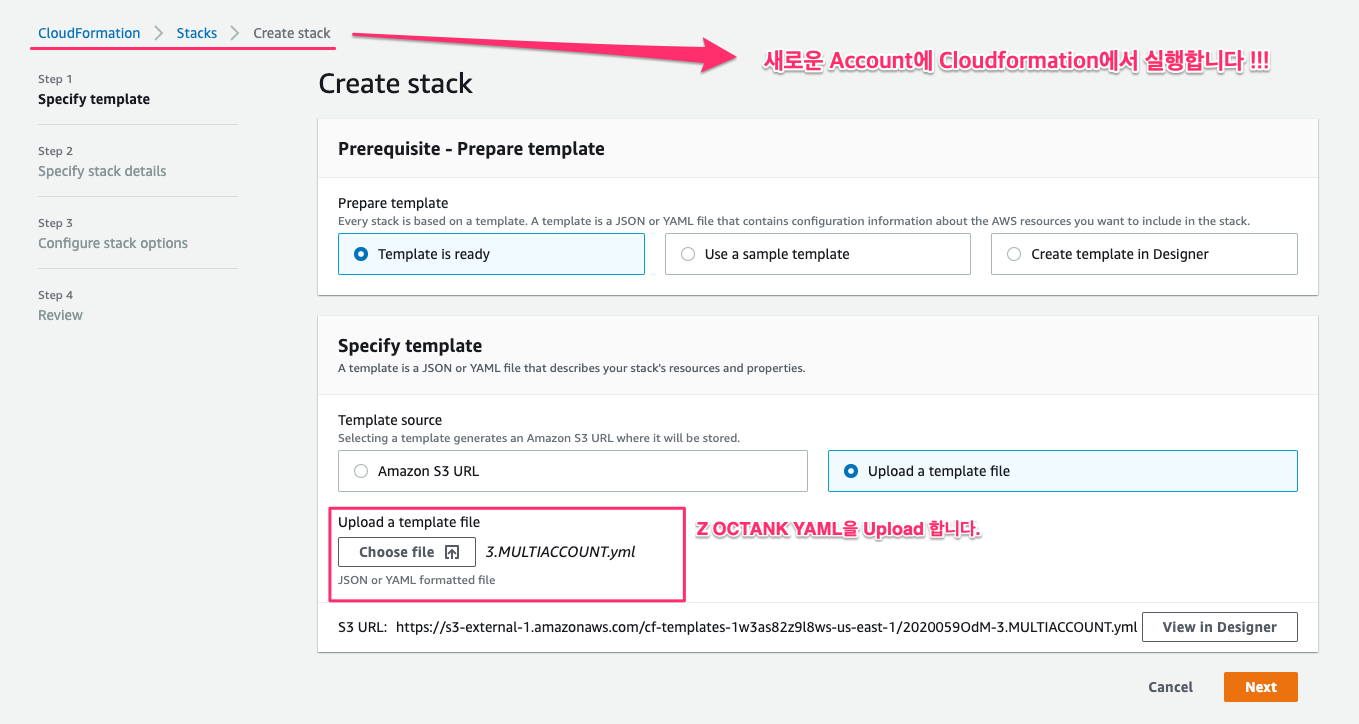 CloudFormation > Stacks > Create stack
새로운 Account에 Cloudformation에서 실행합니다 !!!
Step 1
Specify template
Step 2
Specify stack details
Step 3
Configure stack options
Step 4
Review
Create stack
Prerequisite - Prepare template
Prepare template
Every stack is based on a template. A template is a JSON or YAML file that contains configuration information about the AWS resources you want to include in the stack.
Template is ready
Use a sample template
Create template in Designer
Specify template
A template is a JSON or YAML file that describes your stack's resources and properties.
Template source
Selecting a template generates an Amazon S3 URL where it will be stored.
Amazon S3 URL
Upload a template file
Upload a template file
Choose file 3.MULTIACCOUNT.yml
JSON or YAML formatted file
Z OCTANK YAML을 Upload 합니다.
S3 URL: https://s3-external-1.amazonaws.com/cf-templates-1w3as82z9l8ws-us-east-1/2020059OdM-3.MULTIACCOUNT.yml
View in Designer
Cancel
Next